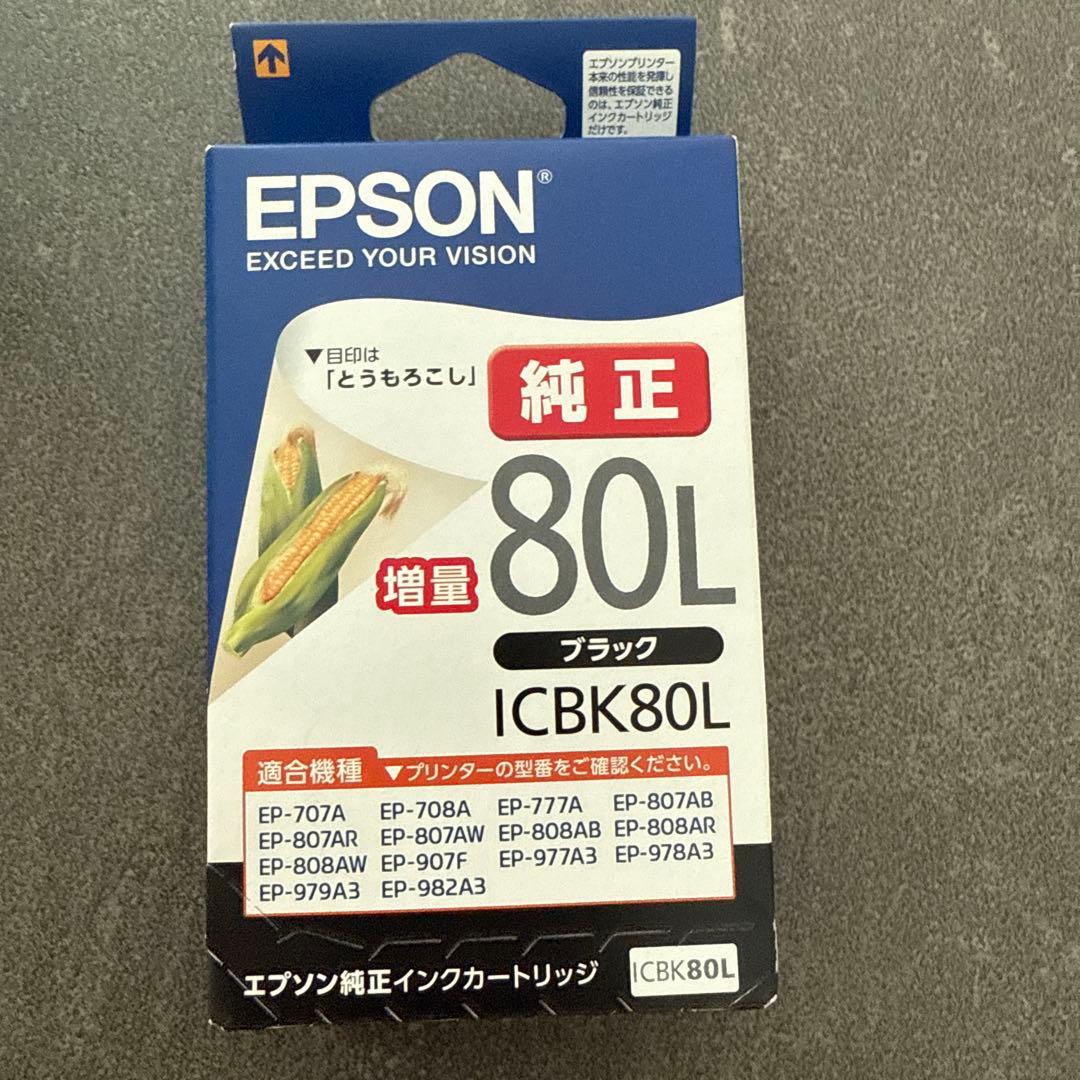 エプソンプリンター
本来の性能を発揮し
信頼性を保証できる
のは、エプソン純正
インクカートリッジ
だけです。
EPSON®
EXCEED YOUR VISION
▼目印は
「とうもろこし」
純正
増量
80L
ブラック
ICBK80L
適合機種 ▼プリンターの型番をご確認ください。
EP-707A EP-708A EP-777A EP-807AB
EP-807AR EP-807AW EP-808AB EP-808AR
EP-808AW EP-907F EP-977A3 EP-978A3
EP-979A3 EP-982A3
エプソン純正インクカートリッジ ICBK80L